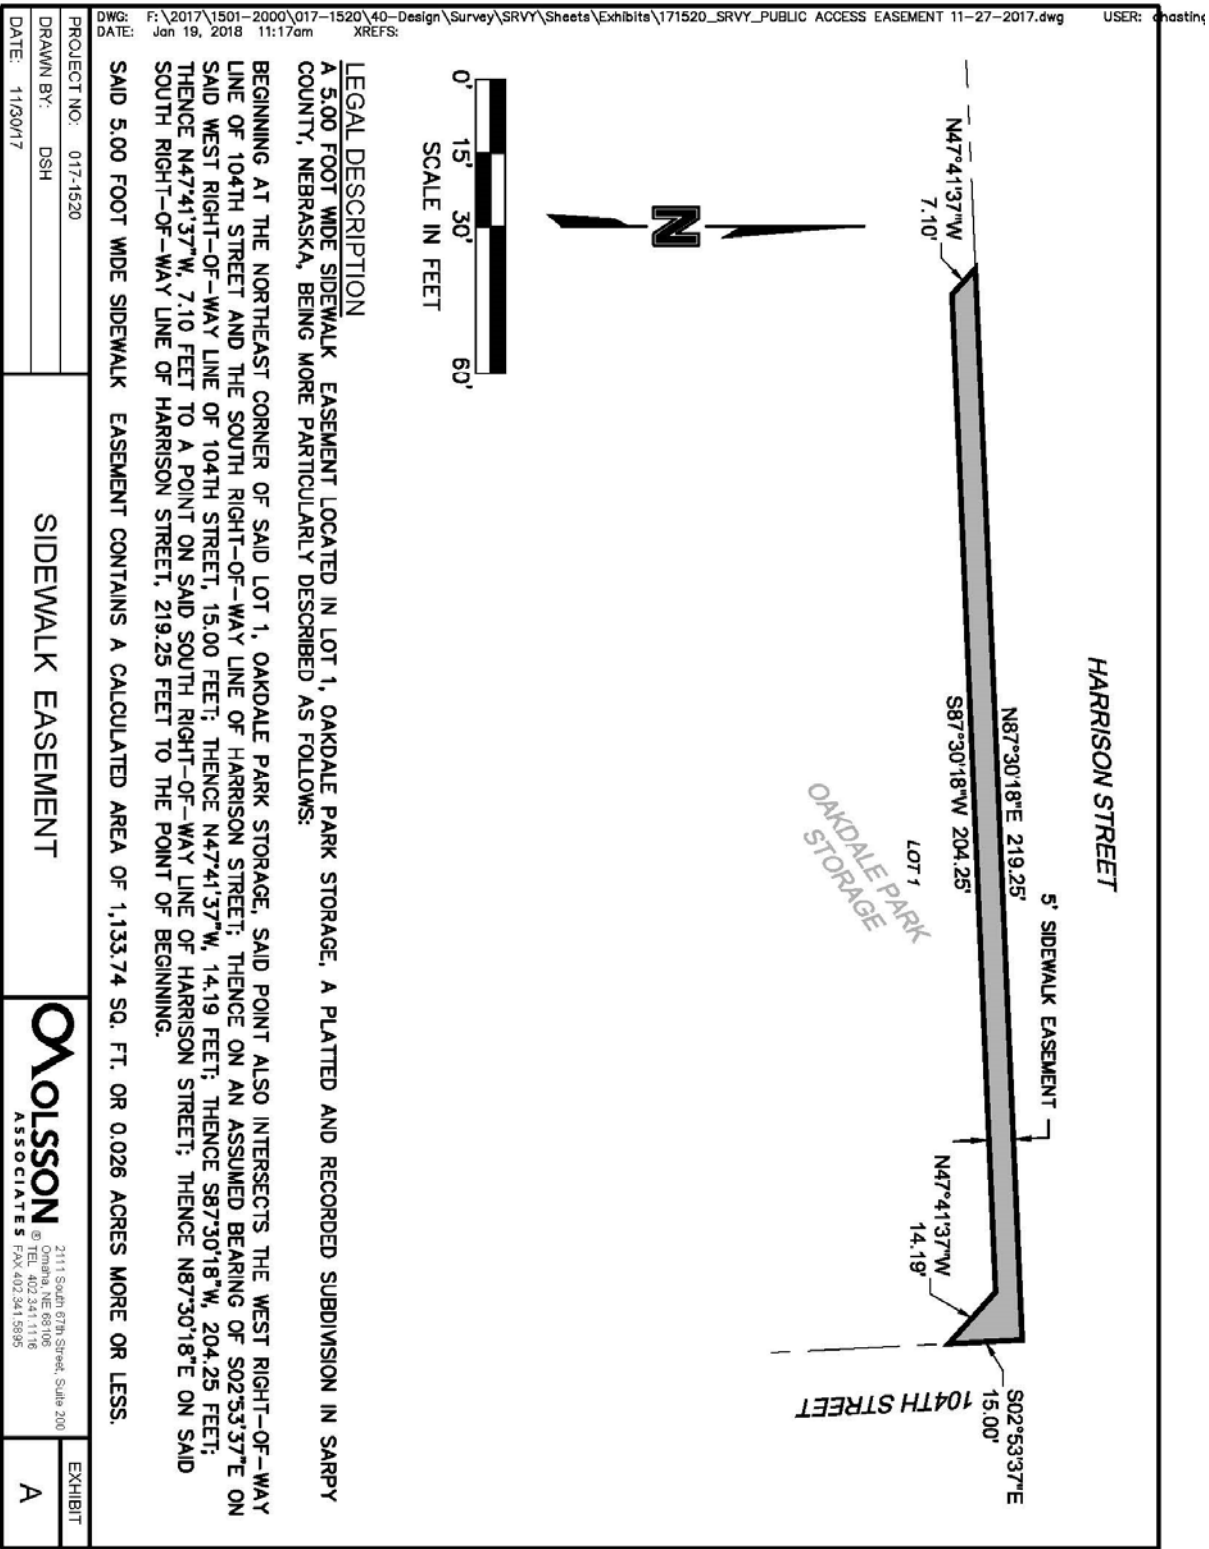 DWG: F:\2017\1501-2000\017-1520\40-Design\Survey\SRVY\Sheets\Exhibits\171520_SRVY_PUBLIC ACCESS EASEMENT 11-27-2017.dwg USER: dhasting
DATE: Jan 19, 2018 11:17am XREFS:
HARRISON STREET
N87°30'18"E 219.25'
S87°30'18"W 204.25'
5' SIDEWALK EASEMENT
N47°41'37"W
7.10'
LOT 1
OAKDALE PARK
STORAGE
N47°41'37"W
14.19'
S02°53'37"E
15.00'
104TH STREET
N
0' 15' 30' 60'
SCALE IN FEET
LEGAL DESCRIPTION
A 5.00 FOOT WIDE SIDEWALK EASEMENT LOCATED IN LOT 1, OAKDALE PARK STORAGE, A PLATTED AND RECORDED SUBDIVISION IN SARPY
COUNTY, NEBRASKA, BEING MORE PARTICULARLY DESCRIBED AS FOLLOWS:
BEGINNING AT THE NORTHEAST CORNER OF SAID LOT 1, OAKDALE PARK STORAGE, SAID POINT ALSO INTERSECTS THE WEST RIGHT-OF-WAY
LINE OF 104TH STREET AND THE SOUTH RIGHT-OF-WAY LINE OF HARRISON STREET; THENCE ON AN ASSUMED BEARING OF S02°53'37"E ON
SAID WEST RIGHT-OF-WAY LINE OF 104TH STREET, 15.00 FEET; THENCE N47°41'37"W, 14.19 FEET; THENCE S87°30'18"W, 204.25 FEET;
THENCE N47°41'37"W, 7.10 FEET TO A POINT ON SAID SOUTH RIGHT-OF-WAY LINE OF HARRISON STREET; THENCE N87°30'18"E ON SAID
SOUTH RIGHT-OF-WAY LINE OF HARRISON STREET, 219.25 FEET TO THE POINT OF BEGINNING.
SAID 5.00 FOOT WIDE SIDEWALK EASEMENT CONTAINS A CALCULATED AREA OF 1,133.74 SQ. FT. OR 0.026 ACRES MORE OR LESS.
PROJECT NO: 017-1520
DRAWN BY: DSH
DATE: 11/30/17
SIDEWALK EASEMENT
OLSSON ®
ASSOCIATES
2111 South 67th Street, Suite 200
Omaha, NE 68106
TEL 402.341.1116
FAX 402.341.5895
EXHIBIT
A